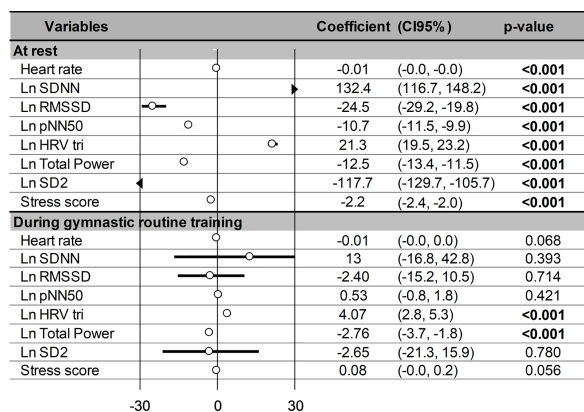 Variables Coefficient (CI95%) p-value
At rest
Heart rate -0.01 (-0.0, -0.0) <0.001
Ln SDNN 132.4 (116.7, 148.2) <0.001
Ln RMSSD -24.5 (-29.2, -19.8) <0.001
Ln pNN50 -10.7 (-11.5, -9.9) <0.001
Ln HRV tri 21.3 (19.5, 23.2) <0.001
Ln Total Power -12.5 (-13.4, -11.5) <0.001
Ln SD2 -117.7 (-129.7, -105.7) <0.001
Stress score -2.2 (-2.4, -2.0) <0.001
During gymnastic routine training
Heart rate -0.01 (-0.0, 0.0) 0.068
Ln SDNN 13 (-16.8, 42.8) 0.393
Ln RMSSD -2.40 (-15.2, 10.5) 0.714
Ln pNN50 0.53 (-0.8, 1.8) 0.421
Ln HRV tri 4.07 (2.8, 5.3) <0.001
Ln Total Power -2.76 (-3.7, -1.8) <0.001
Ln SD2 -2.65 (-21.3, 15.9) 0.780
Stress score 0.08 (-0.0, 0.2) 0.056
-30 0 30